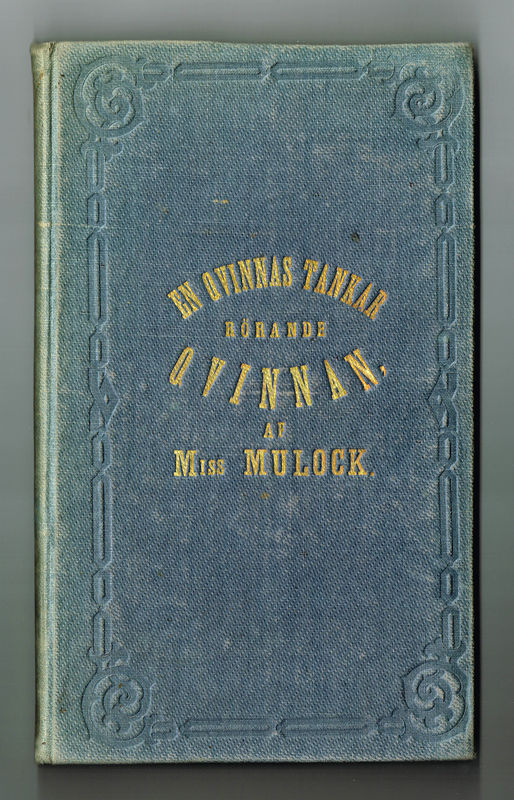 EN QVINNAS TANKAR
RÖRANDE
QVINNAN,
AF
MISS MULOCK.